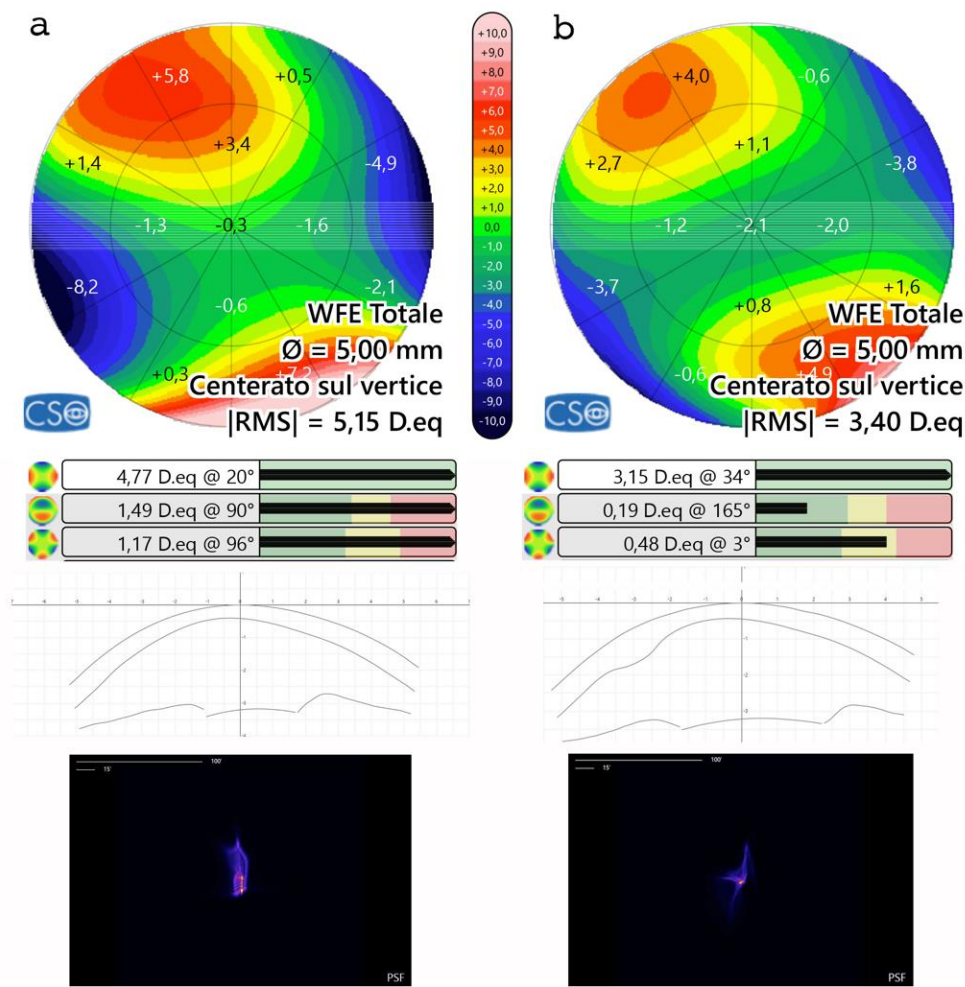 a
b
+5,8
+0,5
+3,4
+1,4
-4,9
-1,3
-0,3
-1,6
-8,2
-0,6
-2,1
+0,3
+7,2
WFE Totale
Ø = 5,00 mm
Centerato sul vertice
|RMS| = 5,15 D.eq
CSO
+10,0
+9,0
+8,0
+7,0
+6,0
+5,0
+4,0
+3,0
+2,0
+1,0
0,0
-1,0
-2,0
-3,0
-4,0
-5,0
-6,0
-7,0
-8,0
-9,0
-10,0
+4,0
-0,6
+2,7
+1,1
-3,8
-1,2
-2,1
-2,0
-3,7
+0,8
+1,6
-0,6
+4,9
WFE Totale
Ø = 5,00 mm
Centerato sul vertice
|RMS| = 3,40 D.eq
CSO
4,77 D.eq @ 20°
1,49 D.eq @ 90°
1,17 D.eq @ 96°
3,15 D.eq @ 34°
0,19 D.eq @ 165°
0,48 D.eq @ 3°
100'
15'
PSF
100'
15'
PSF